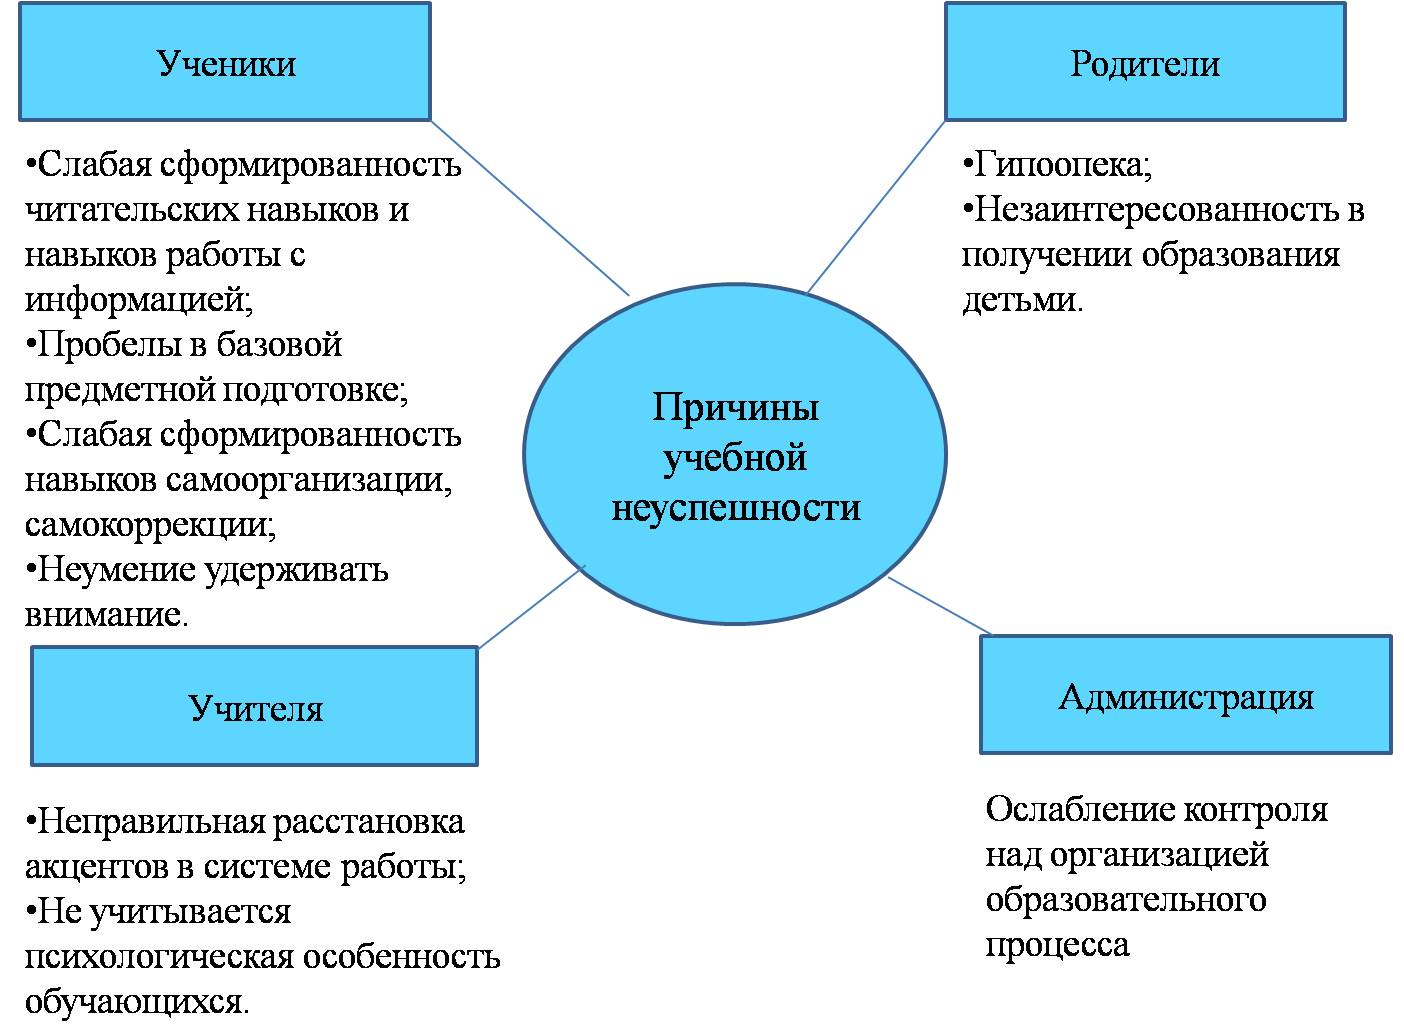 Ученики
•Слабая сформированность
читательских навыков и
навыков работы с
информацией;
•Пробелы в базовой
предметной подготовке;
•Слабая сформированность
навыков самоорганизации,
самокоррекции;
•Неумение удерживать
внимание.
Родители
•Гипоопека;
•Незаинтересованность в
получении образования
детьми.
Причины
учебной
неуспешности
Учителя
•Неправильная расстановка
акцентов в системе работы;
•Не учитывается
психологическая особенность
обучающихся.
Администрация
Ослабление контроля
над организацией
образовательного
процесса